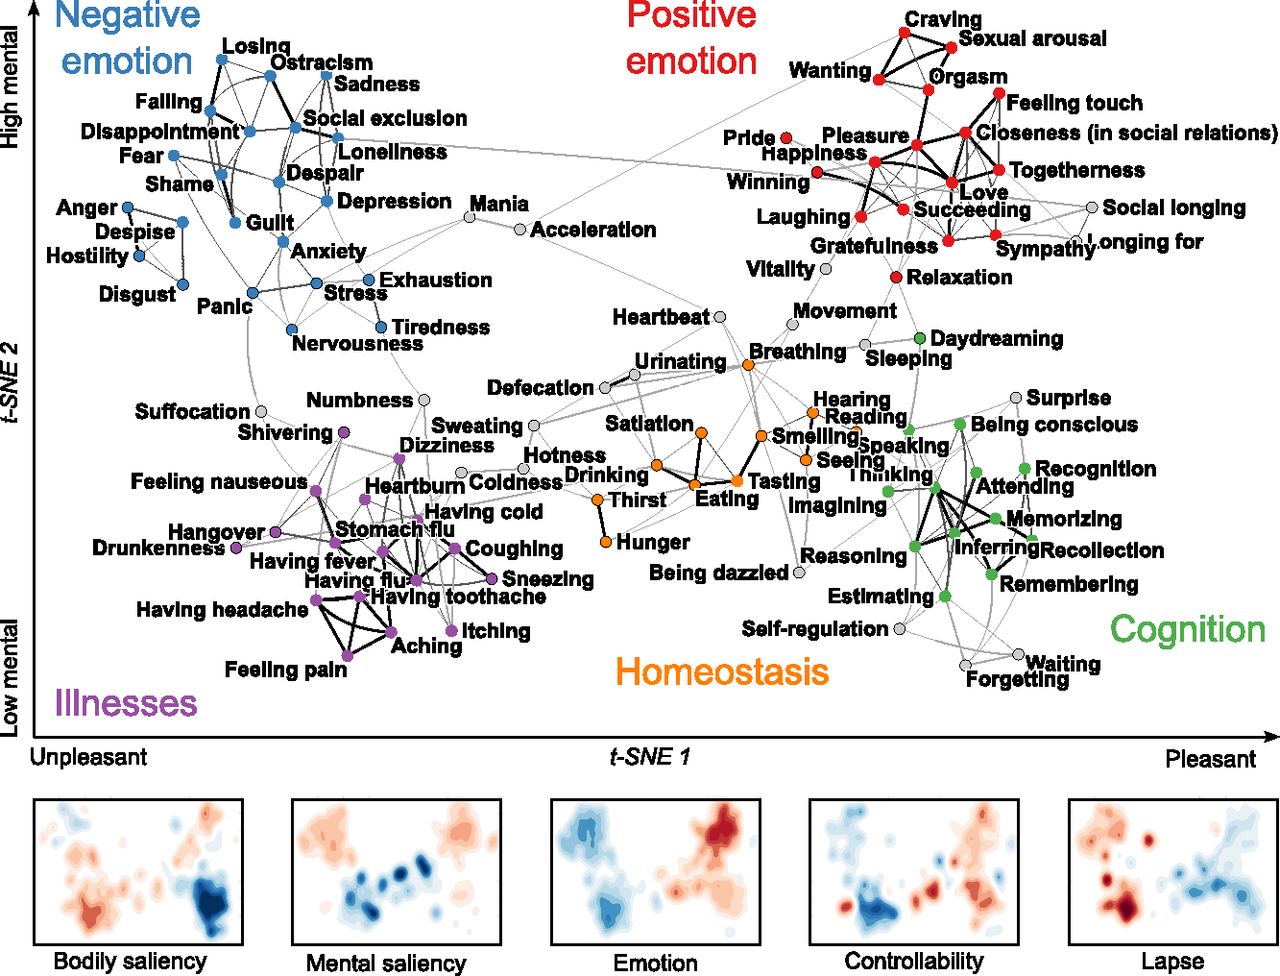 Negative
emotion
Positive
emotion
High mental
t-SNE 2
Low mental
Losing
Ostracism
Sadness
Failing
Disappointment
Social exclusion
Fear
Loneliness
Shame
Despair
Anger
Depression
Despise
Guilt
Hostility
Anxiety
Disgust
Panic
Stress
Exhaustion
Nervousness
Tiredness
Mania
Acceleration
Craving
Sexual arousal
Wanting
Orgasm
Feeling touch
Pride
Pleasure
Closeness (in social relations)
Happiness
Winning
Togetherness
Love
Laughing
Succeeding
Social longing
Gratefulness
Sympathy
Longing for
Vitality
Relaxation
Heartbeat
Movement
Breathing
Sleeping
Daydreaming
Urinating
Defecation
Suffocation
Numbness
Sweating
Satiation
Hearing
Reading
Surprise
Shivering
Dizziness
Smelling
Speaking
Being conscious
Hotness
Drinking
Seeing
Thinking
Recognition
Feeling nauseous
Heartburn
Coldness
Thirst
Eating
Tasting
Imagining
Attending
Having cold
Hangover
Stomach flu
Memorizing
Drunkenness
Having fever
Coughing
Hunger
Reasoning
Inferring
Recollection
Having flu
Sneezing
Being dazzled
Remembering
Having headache
Having toothache
Estimating
Aching
Itching
Self-regulation
Cognition
Feeling pain
Homeostasis
Waiting
Forgetting
Illnesses
Unpleasant
t-SNE 1
Pleasant
Bodily saliency
Mental saliency
Emotion
Controllability
Lapse